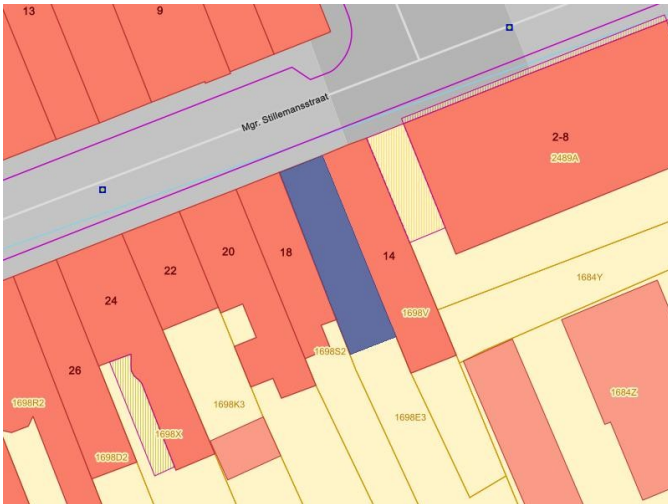 13
9
Mgr. Stillemansstraat
2-8
2489A
14
18
20
22
24
26
1684Y
1698V
1698S2
1684Z
1698R2
1698K3
1698E3
1698X
1698D2